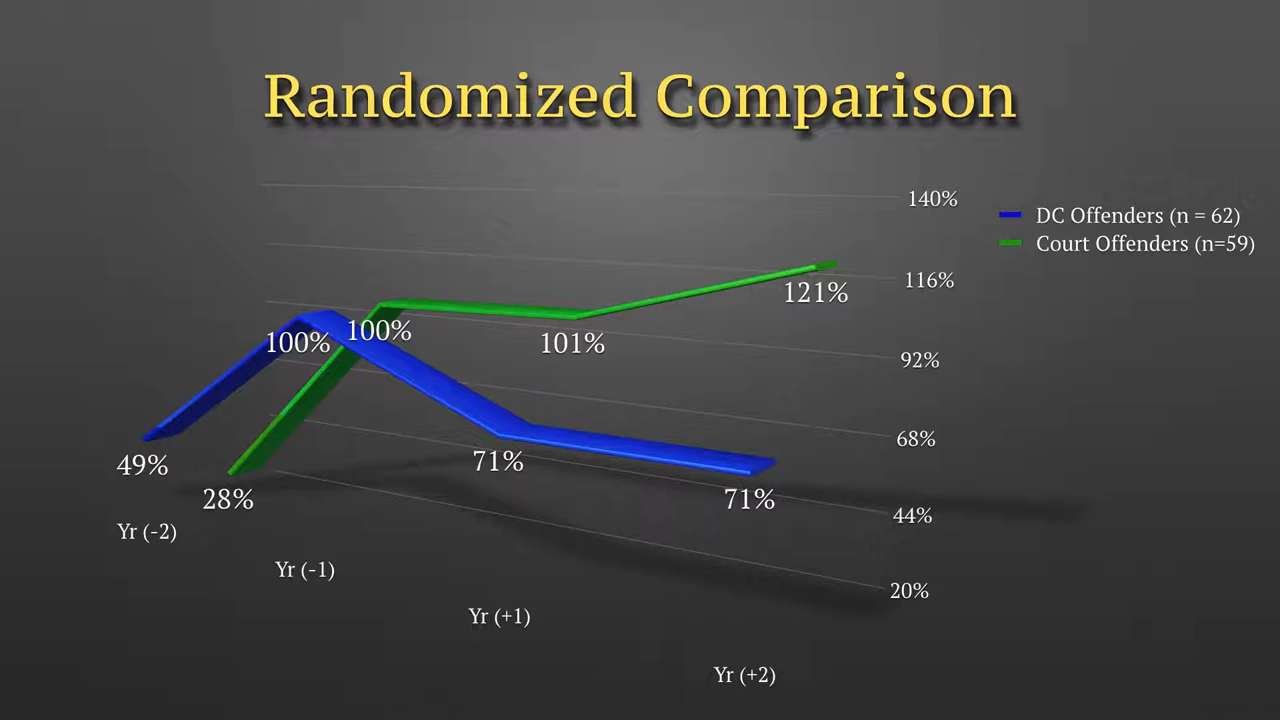 Randomized Comparison
140%
116%
92%
68%
44%
20%
DC Offenders (n = 62)
Court Offenders (n=59)
121%
100%
100%
101%
49%
71%
28%
71%
Yr (-2)
Yr (-1)
Yr (+1)
Yr (+2)